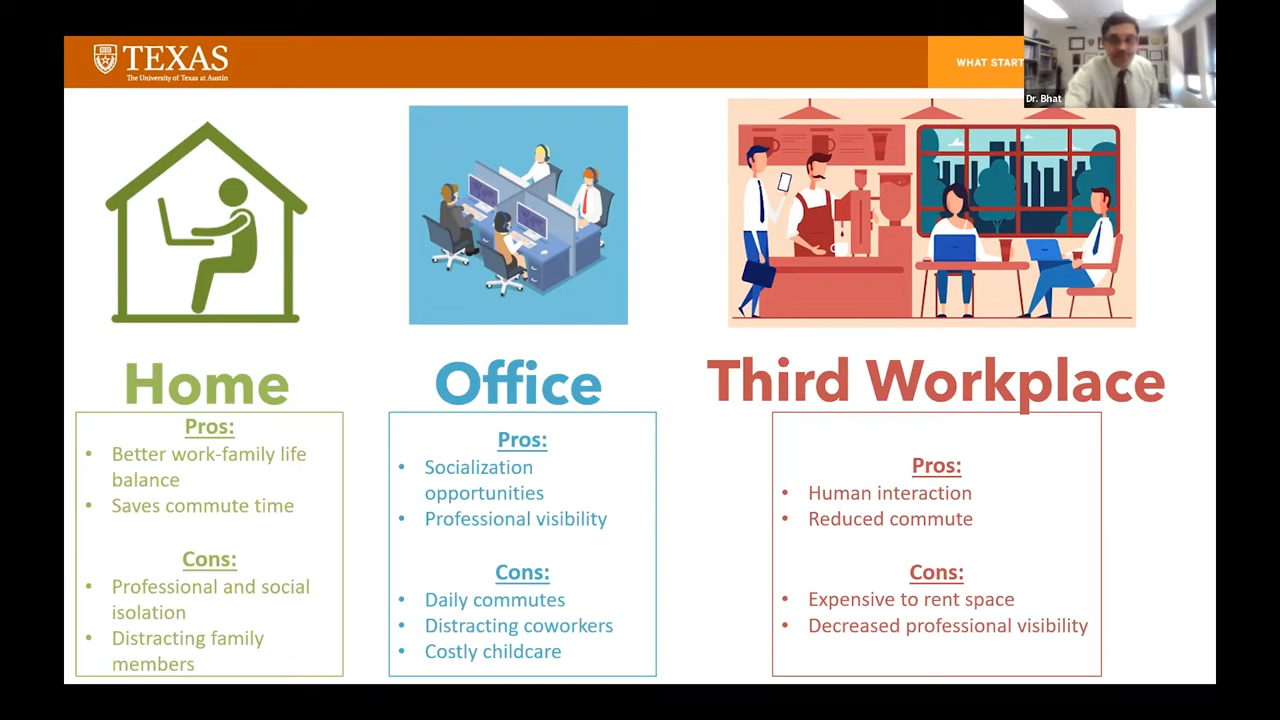 TEXAS
The University of Texas at Austin
WHAT START
Dr. Bhat
Home
Pros:
• Better work-family life
balance
• Saves commute time
Cons:
• Professional and social
isolation
• Distracting family
members
Office
Pros:
• Socialization
opportunities
• Professional visibility
Cons:
• Daily commutes
• Distracting coworkers
• Costly childcare
Third Workplace
Pros:
• Human interaction
• Reduced commute
Cons:
• Expensive to rent space
• Decreased professional visibility